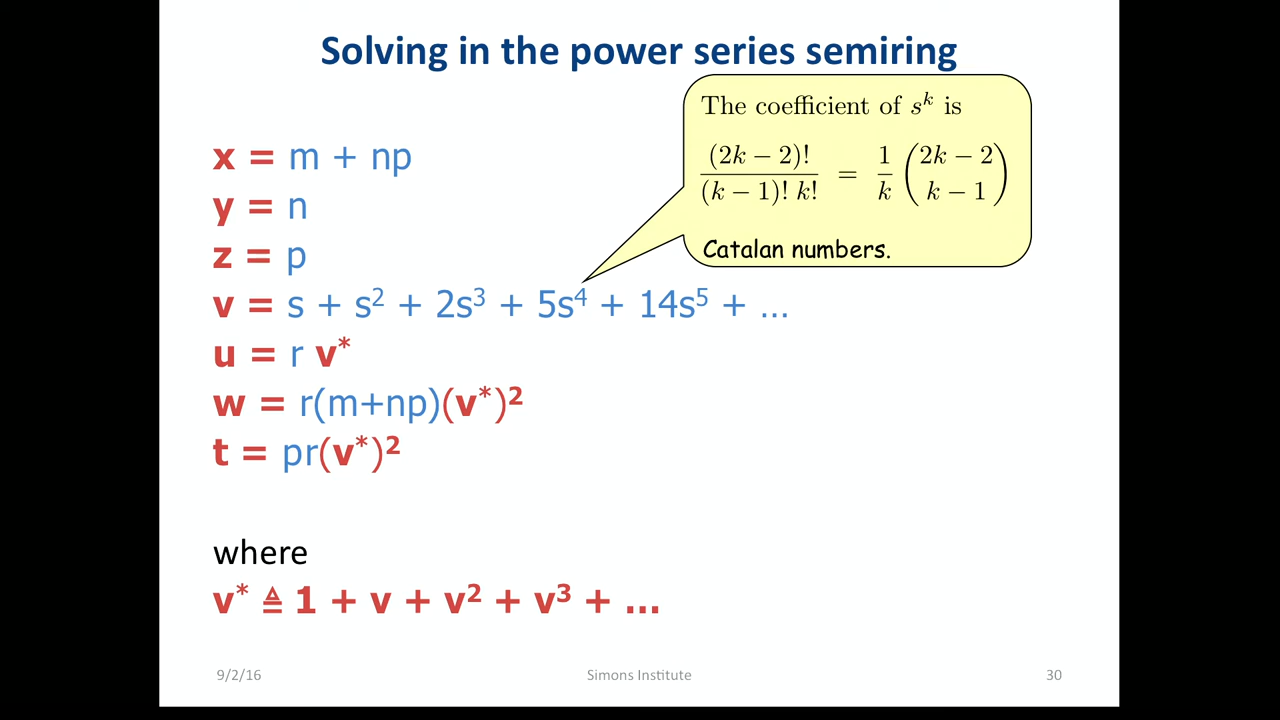 Solving in the power series semiring
The coefficient of s^k is
(2k − 2)! / (k − 1)! k! = 1/k (2k − 2 k − 1)
Catalan numbers.
x = m + np
y = n
z = p
v = s + s² + 2s³ + 5s⁴ + 14s⁵ + …
u = r v*
w = r(m+np)(v*)²
t = pr(v*)²
where
v* ≜ 1 + v + v² + v³ + …
9/2/16 Simons Institute 30